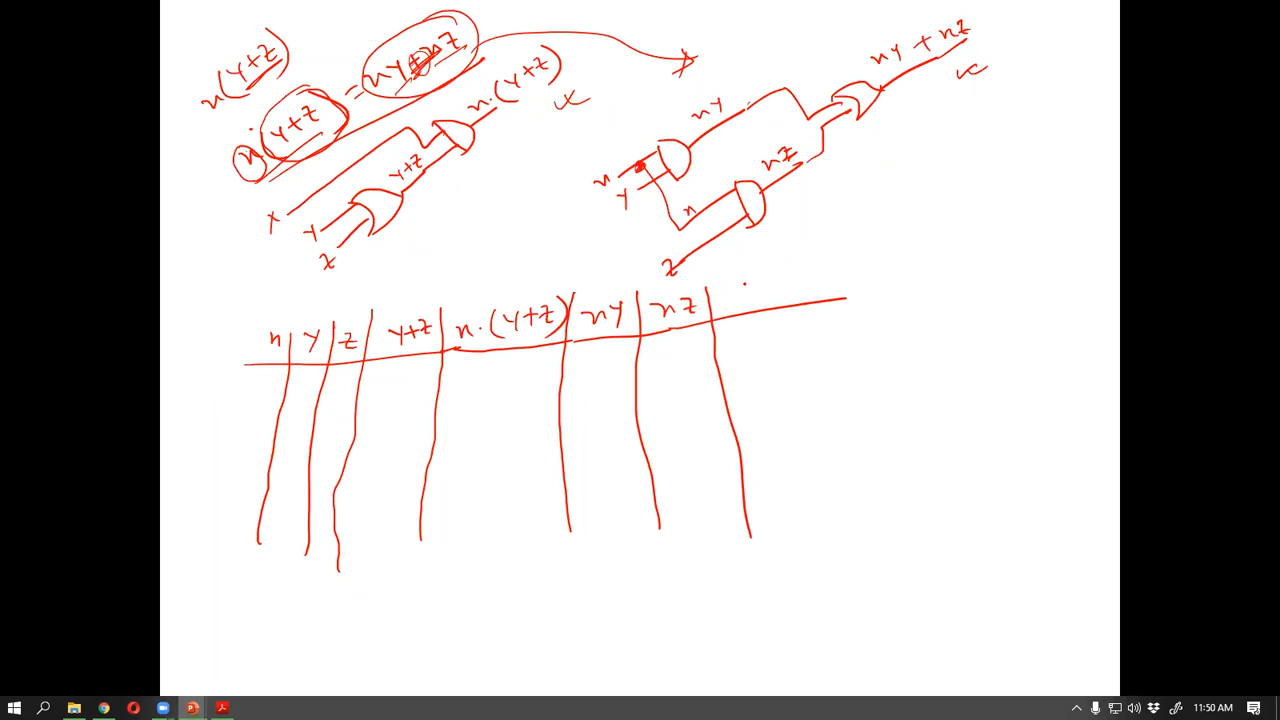 x(y+z)
x.(y+z) = xy+xz
x
y
z
y+z
x.(y+z)
x
y
xy
x
z
xz
xy + xz
x y z y+z x.(y+z) xy xz
11:50 AM